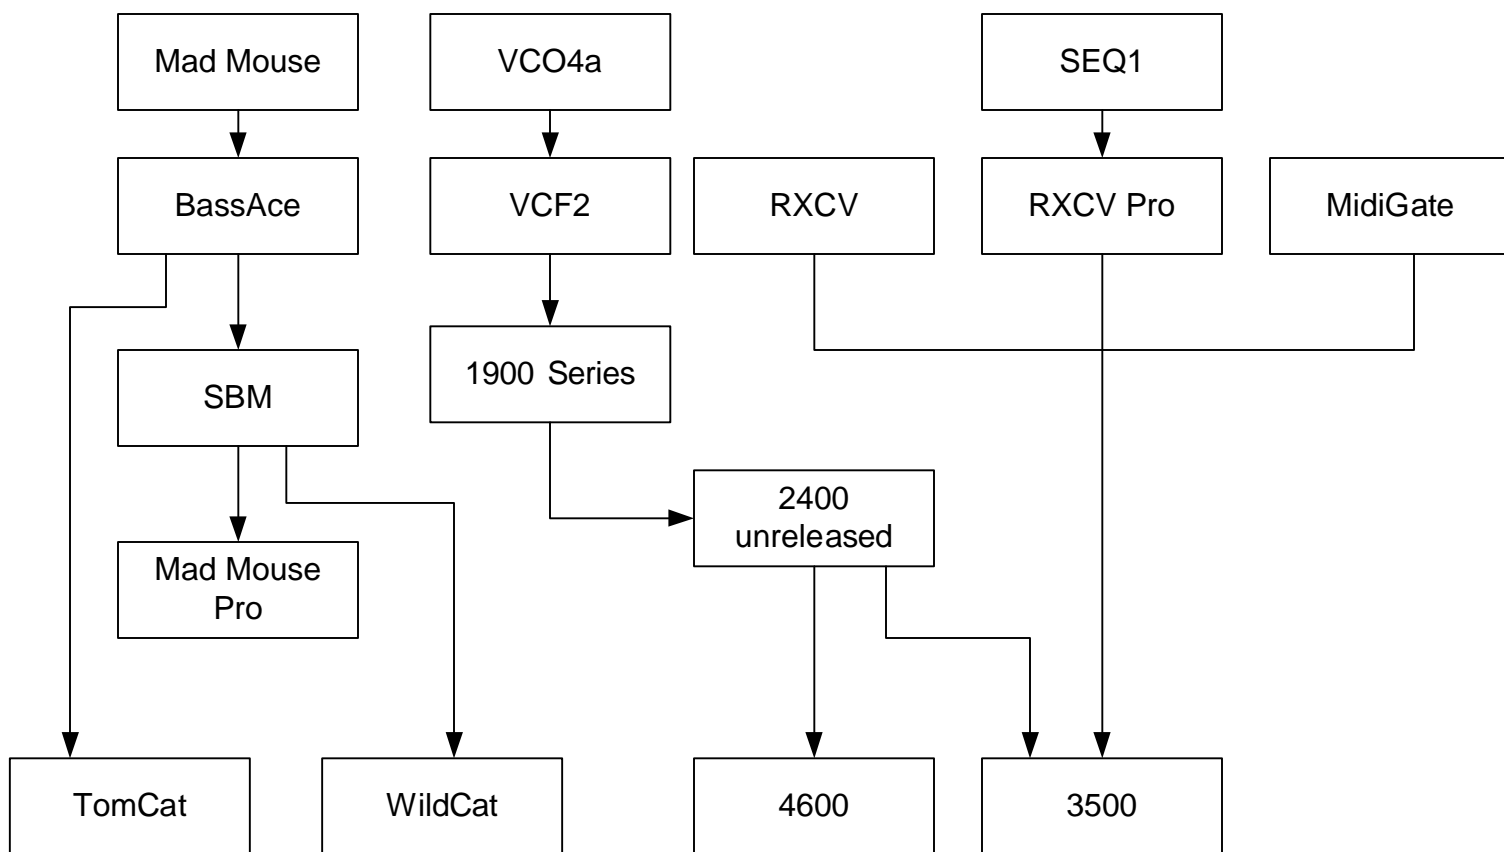 Mad Mouse
VCO4a
SEQ1
BassAce
VCF2
RXCV
RXCV Pro
MidiGate
1900 Series
SBM
2400
unreleased
Mad Mouse
Pro
TomCat
WildCat
4600
3500